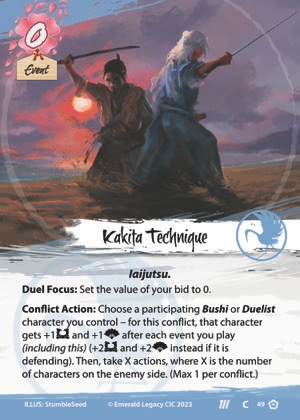 0
Event
Kakita Technique
Iaijutsu.
Duel Focus: Set the value of your bid to 0.
Conflict Action: Choose a participating Bushi or Duelist
character you control – for this conflict, that character
gets +1 and +1 after each event you play
(including this) (+2 and +2 instead if it is
defending). Then, take X actions, where X is the number
of characters on the enemy side. (Max 1 per conflict.)
ILLUS: StumbleSeed © Emerald Legacy CIC 2023 C 49